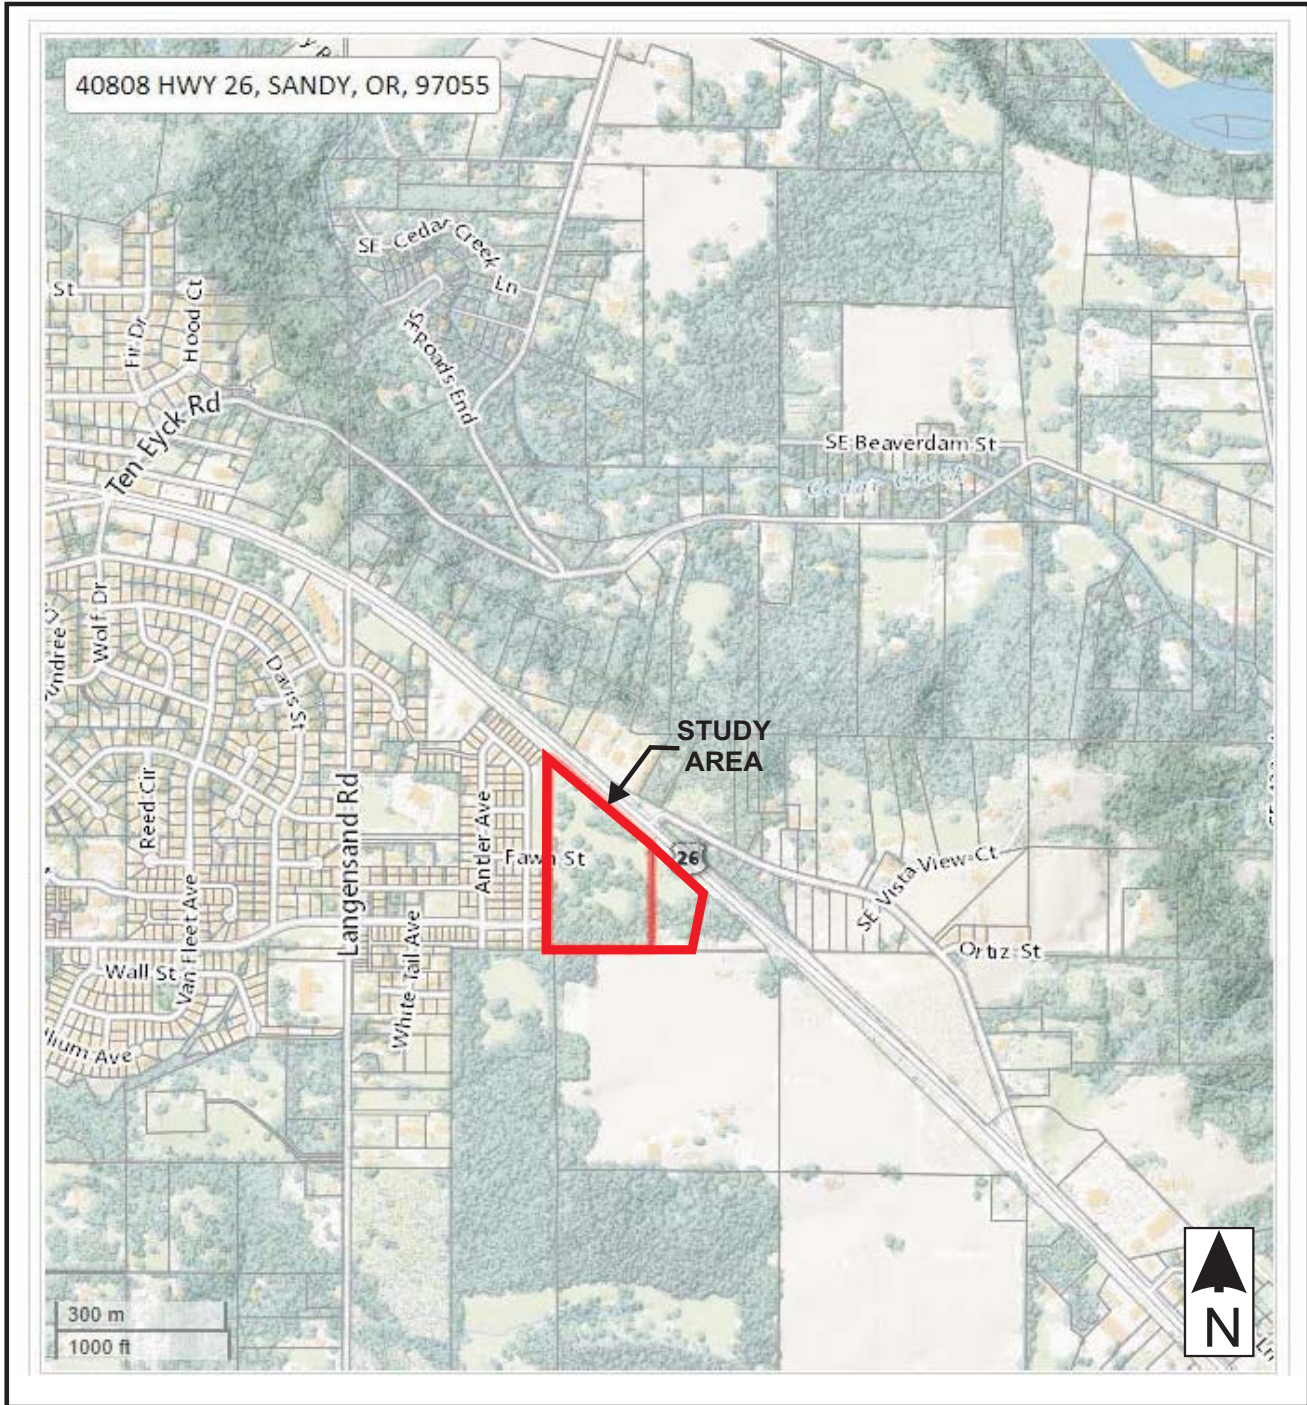 40808 HWY 26, SANDY, OR, 97055
SE Cedar Creek Ln
St
Fir Dr
Hood Ct
SE Roads End
Ten Eyck Rd
SE Beaverdam St
Cedar Creek
Wolf Dr
Davis St
STUDY
AREA
Reed Cir
Langensand Rd
Antler Ave
Fawn St
26
SE Vista View Ct
Van Fleet Ave
White Tail Ave
Ortiz St
Wall St
Ave
300 m
1000 ft
N
Ln